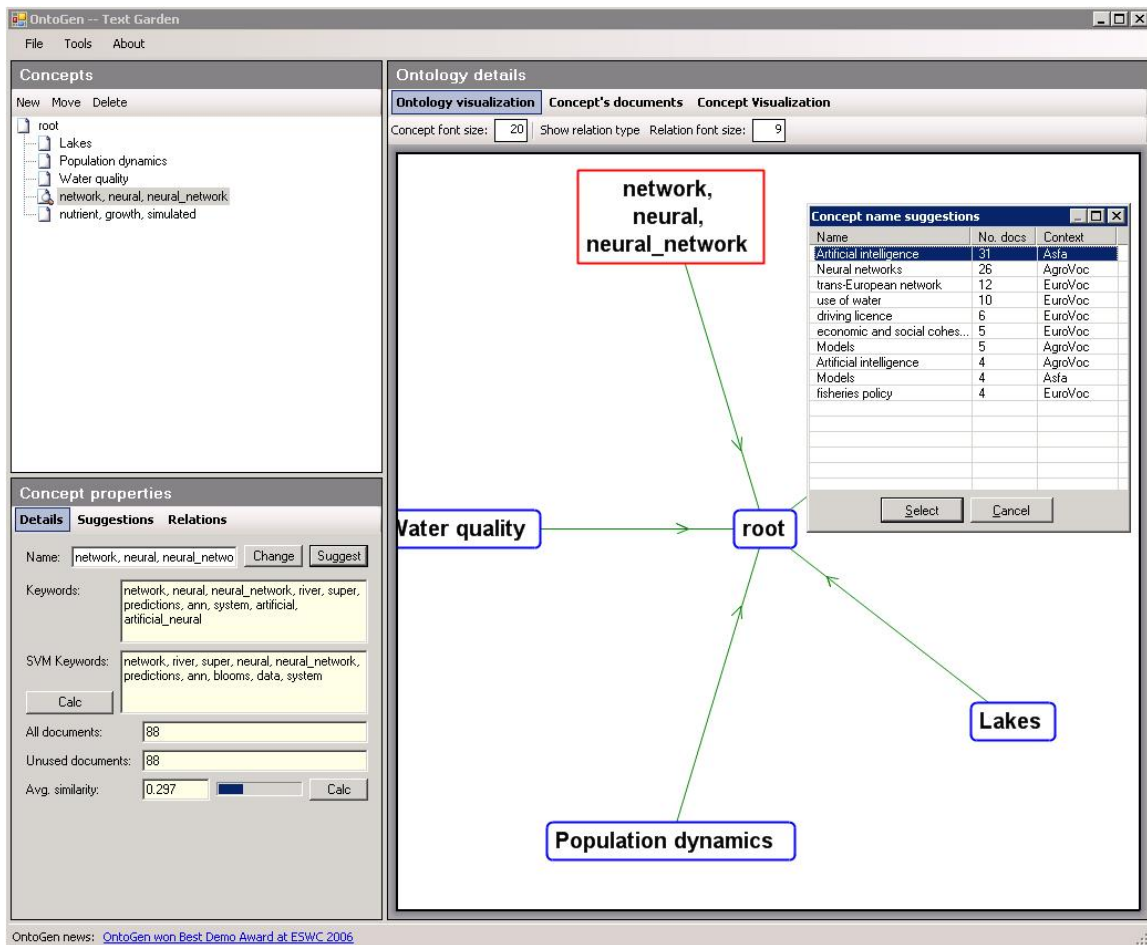 OntoGen -- Text Garden
File Tools About
Concepts
New Move Delete
root
Lakes
Population dynamics
Water quality
network, neural, neural_network
nutrient, growth, simulated
Concept properties
Details Suggestions Relations
Name: network, neural, neural_netwo Change Suggest
Keywords: network, neural, neural_network, river, super,
predictions, ann, system, artificial,
artificial_neural
SVM Keywords: network, river, super, neural, neural_network,
predictions, ann, blooms, data, system
Calc
All documents: 88
Unused documents: 88
Avg. similarity: 0.297 Calc
Ontology details
Ontology visualization Concept's documents Concept Visualization
Concept font size: 20 Show relation type Relation font size: 9
network,
neural,
neural_network
Concept name suggestions
Name No. docs Context
Artificial intelligence 31 Asfa
Neural networks 26 AgroVoc
trans-European network 12 EuroVoc
use of water 10 EuroVoc
driving licence 6 EuroVoc
economic and social cohes... 5 EuroVoc
Models 5 AgroVoc
Artificial intelligence 4 AgroVoc
Models 4 Asfa
fisheries policy 4 EuroVoc
Select Cancel
Water quality
root
Lakes
Population dynamics
OntoGen news: OntoGen won Best Demo Award at ESWC 2006